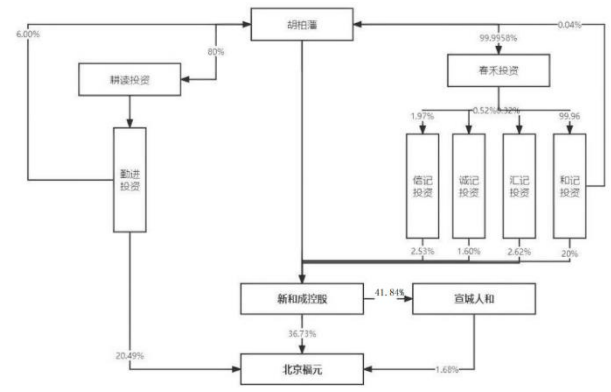 胡柏藩
6.00%
0.04%
99.9958%
80%
春禾投资
耕读投资
1.97%
0.52%
0.32%
99.96
勤进
投资
信记
投资
诚记
投资
汇记
投资
和记
投资
2.53%
1.60%
2.62%
20%
新和成控股
41.84%
宣城人和
36.73%
20.49%
北京福元
1.68%